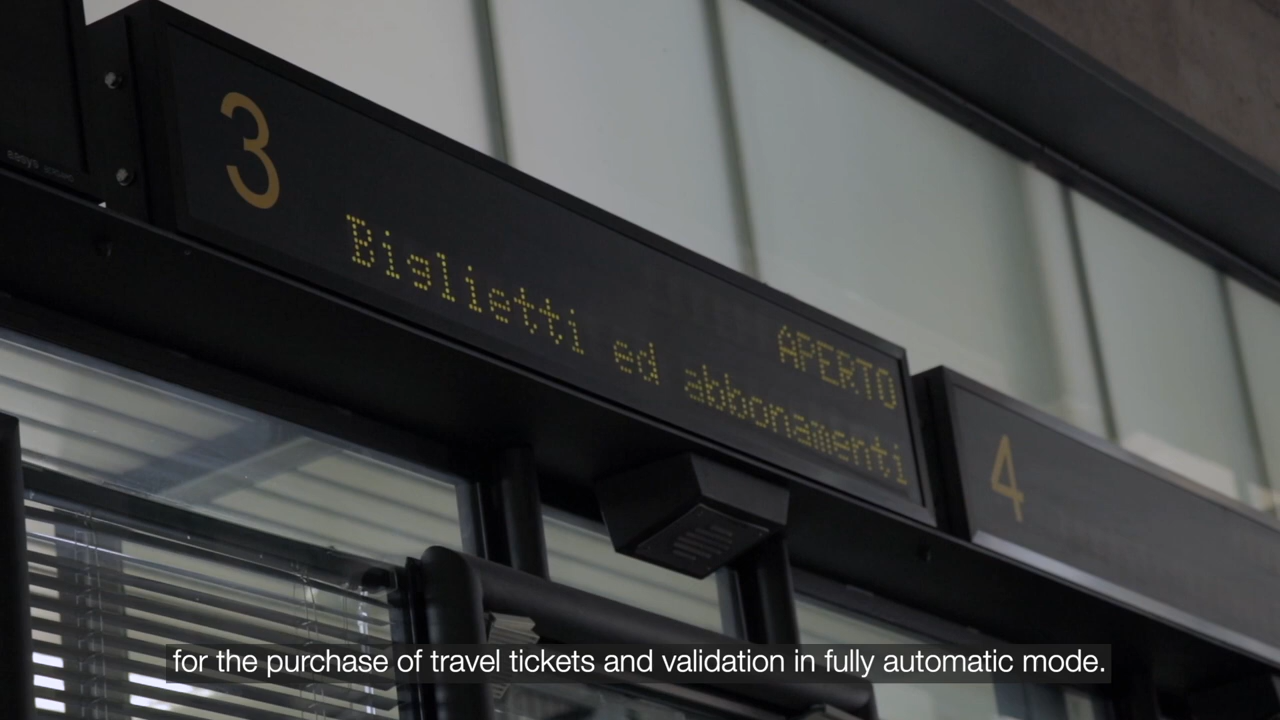 3
APERTO
Biglietti ed abbonamenti
4
for the purchase of travel tickets and validation in fully automatic mode.